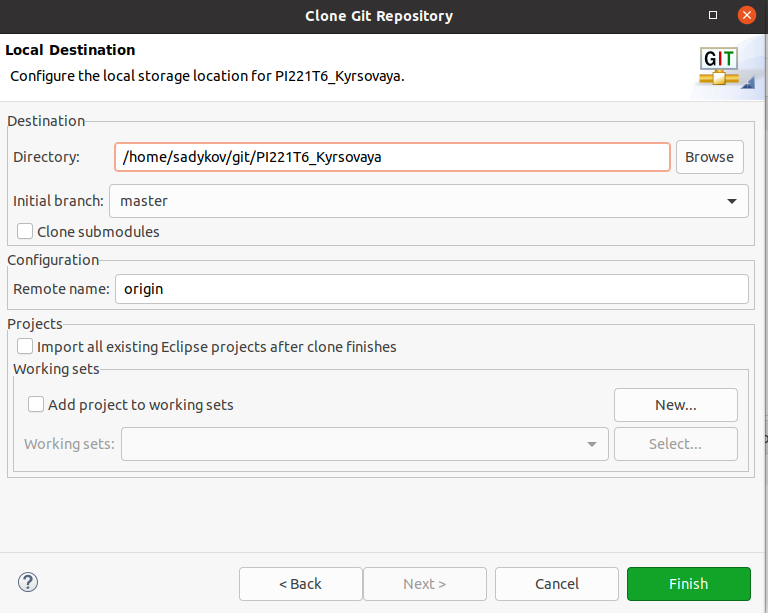 Clone Git Repository
Local Destination
Configure the local storage location for PI221T6_Kyrsovaya.
GIT
Destination
Directory: /home/sadykov/git/PI221T6_Kyrsovaya Browse
Initial branch: master
Clone submodules
Configuration
Remote name: origin
Projects
Import all existing Eclipse projects after clone finishes
Working sets
Add project to working sets New...
Working sets: Select...
? < Back Next > Cancel Finish